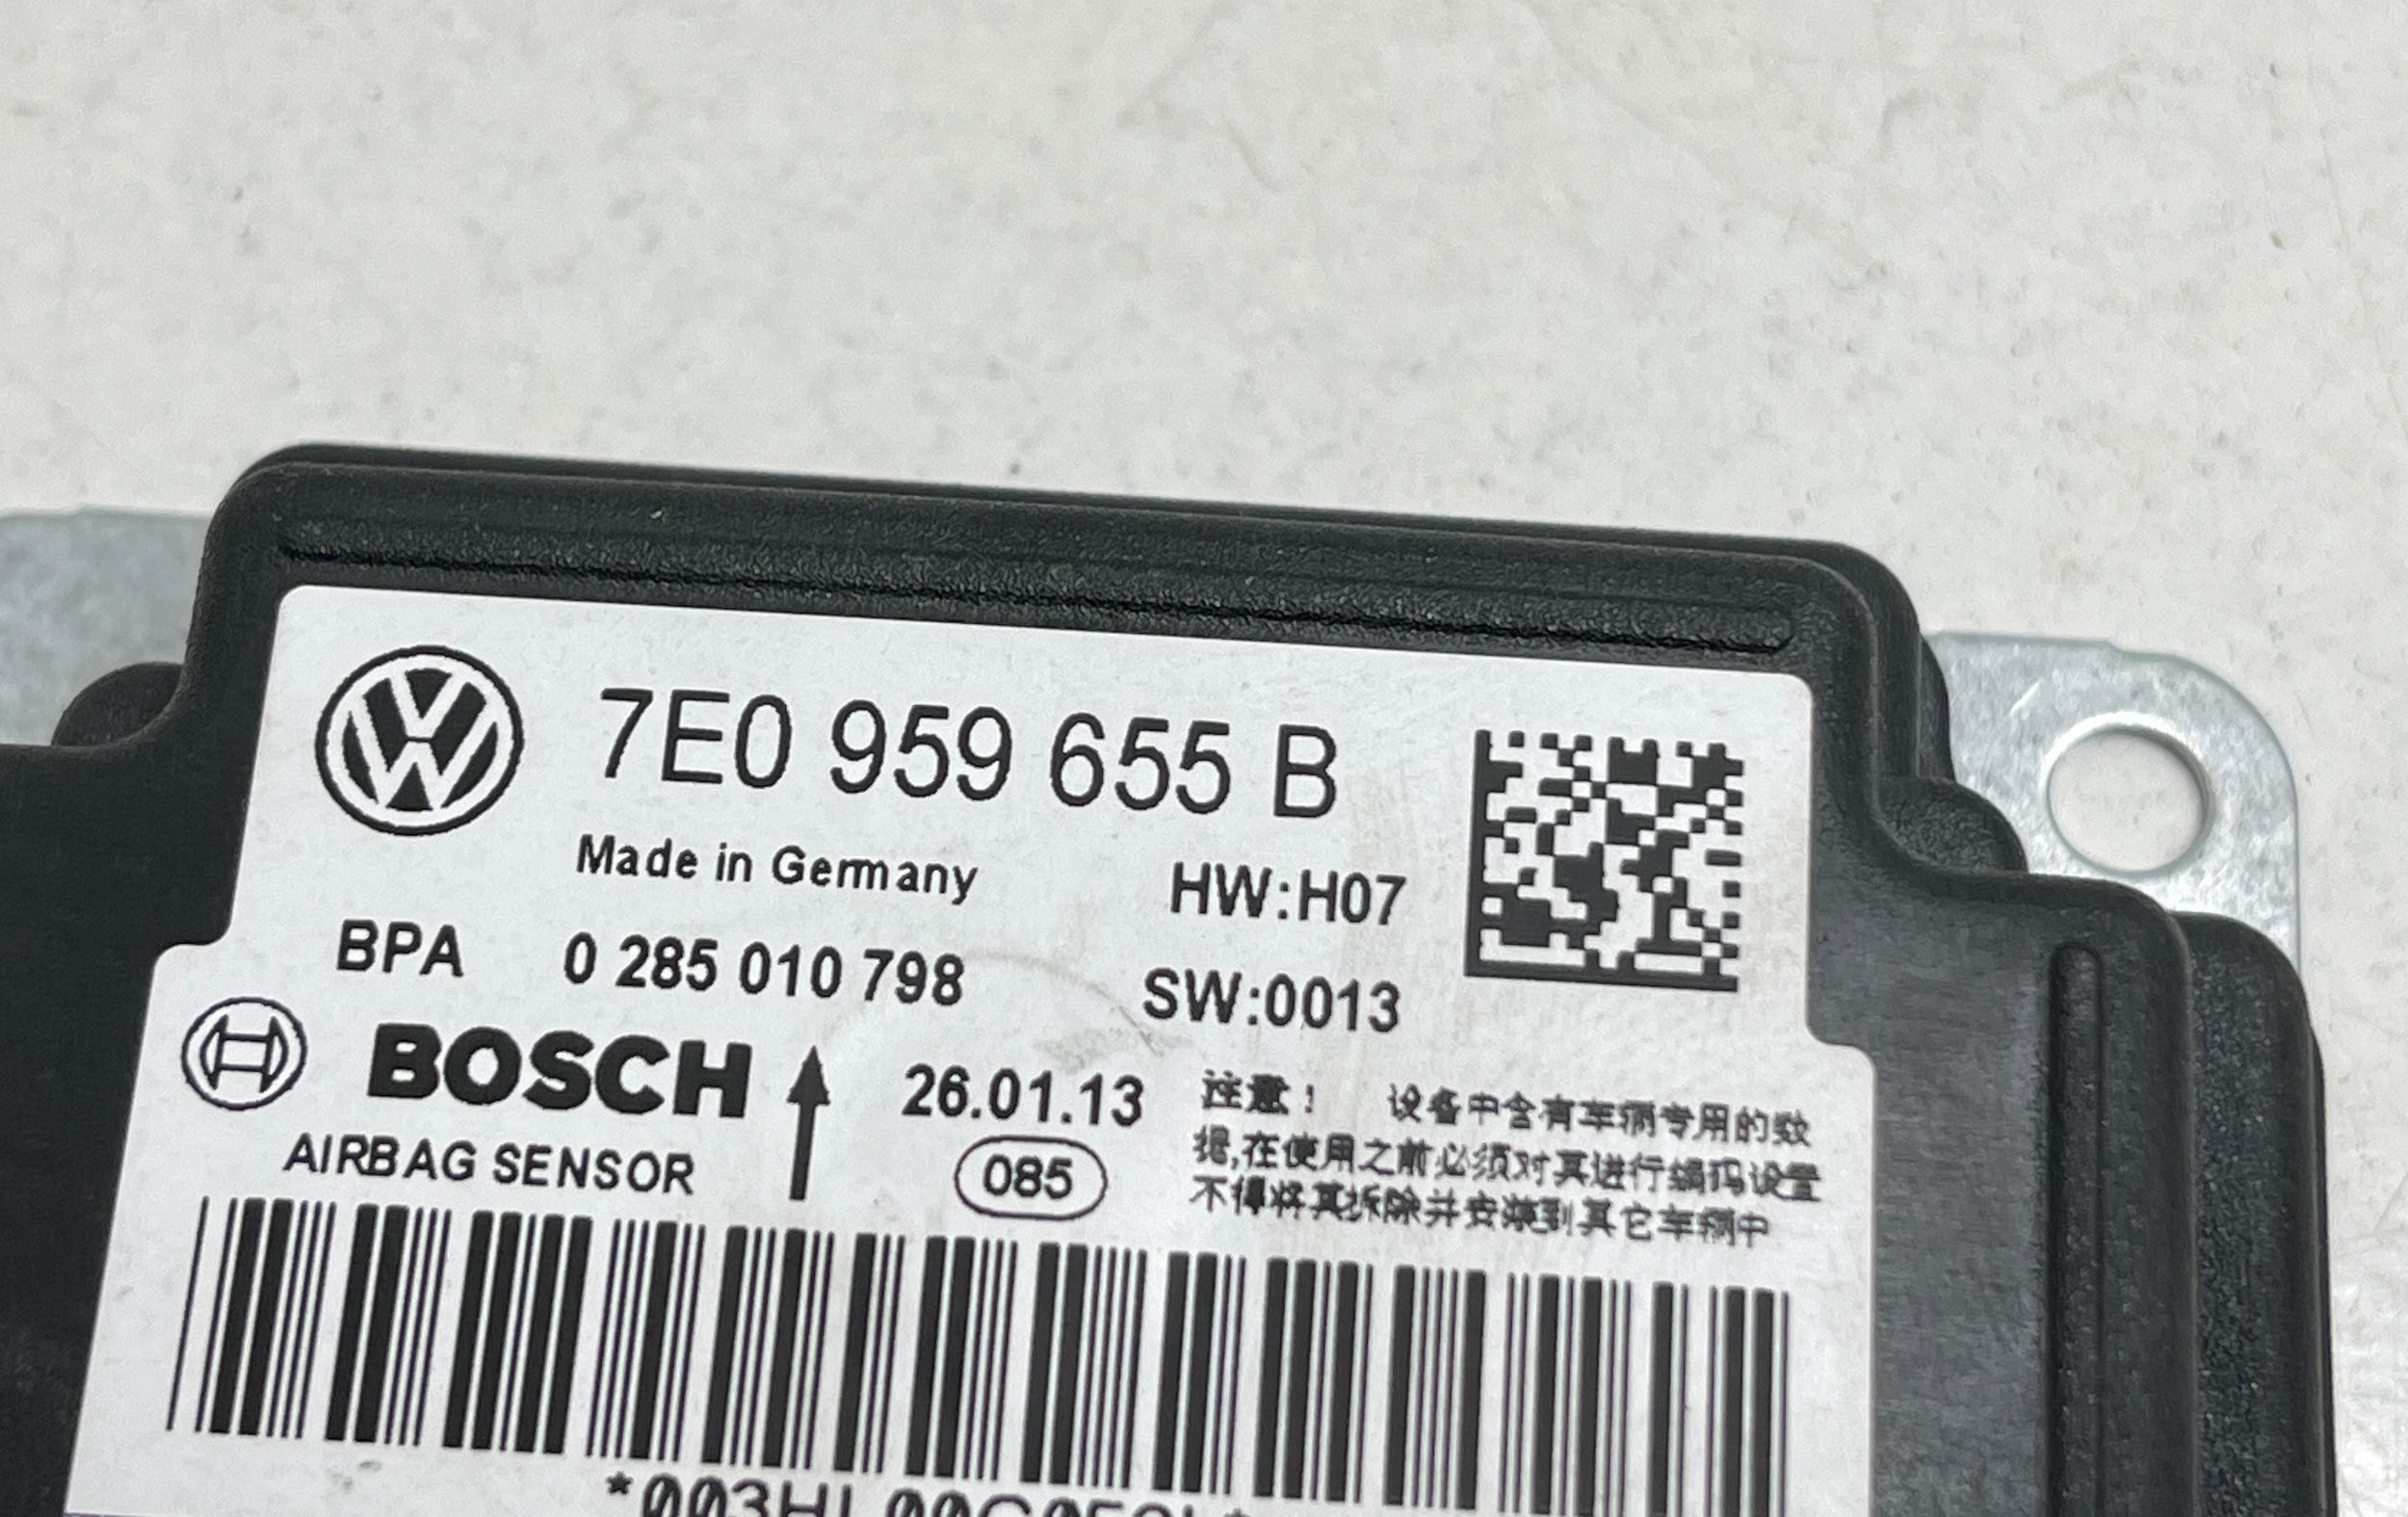 7E0 959 655 B
Made in Germany
HW:H07
BPA 0 285 010 798
SW:0013
BOSCH
26.01.13
AIRBAG SENSOR
085
注意! 设备中含有车辆专用的数
据,在使用之前必须对其进行编码设置
不得将其拆除并安装到其它车辆中